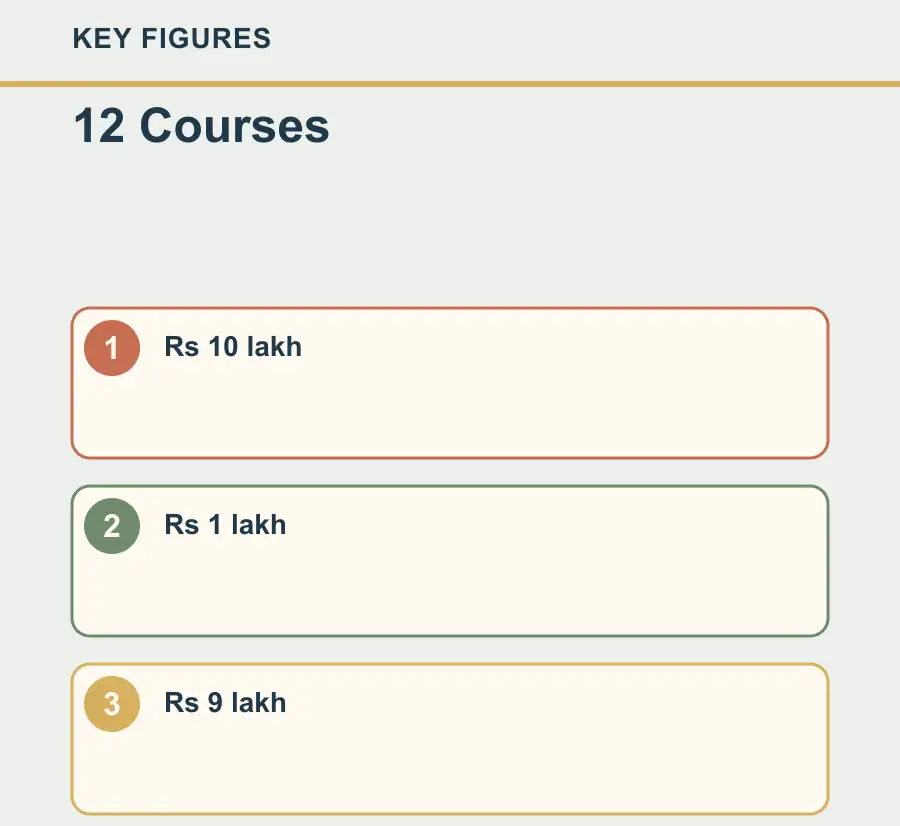 KEY FIGURES
12 Courses
1 Rs 10 lakh
2 Rs 1 lakh
3 Rs 9 lakh